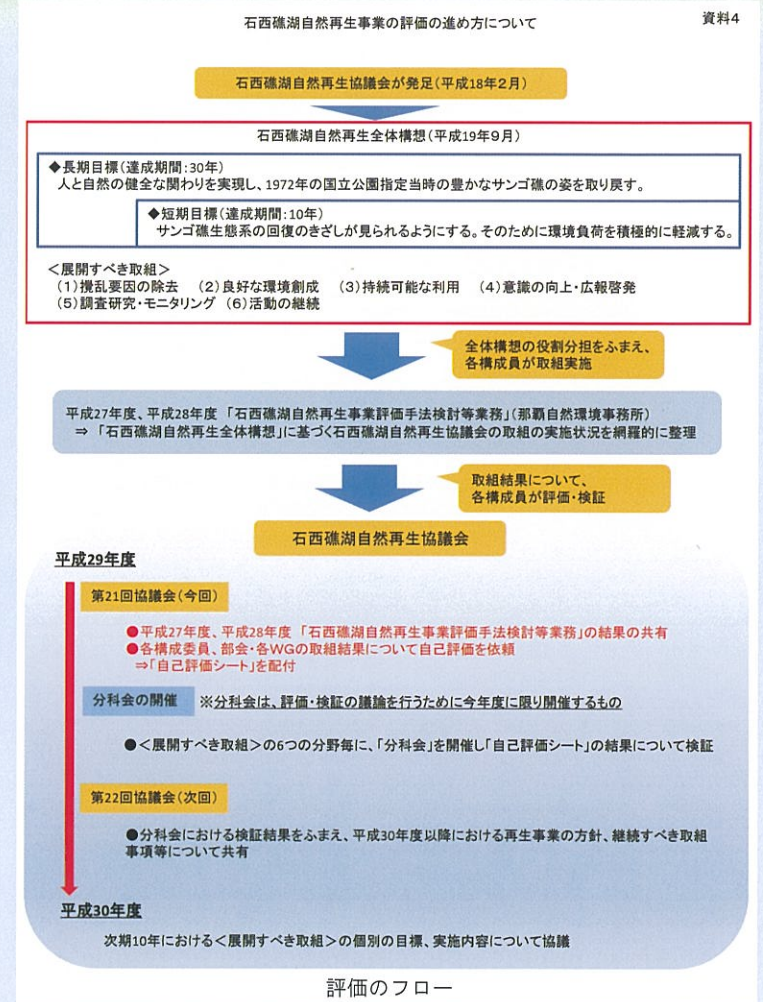 資料4
石西礁湖自然再生事業の評価の進め方について
石西礁湖自然再生協議会が発足(平成18年2月)
石西礁湖自然再生全体構想(平成19年9月)
◆長期目標(達成期間:30年)
人と自然の健全な関わりを実現し、1972年の国立公園指定当時の豊かなサンゴ礁の姿を取り戻す。
◆短期目標(達成期間:10年)
サンゴ礁生態系の回復のきざしが見られるようにする。そのために環境負荷を積極的に軽減する。
<展開すべき取組>
(1)攪乱要因の除去 (2)良好な環境創成 (3)持続可能な利用 (4)意識の向上・広報啓発
(5)調査研究・モニタリング (6)活動の継続
全体構想の役割分担をふまえ、
各構成員が取組実施
平成27年度、平成28年度 「石西礁湖自然再生事業評価手法検討等業務」(那覇自然環境事務所)
⇒ 「石西礁湖自然再生全体構想」に基づく石西礁湖自然再生協議会の取組の実施状況を網羅的に整理
取組結果について、
各構成員が評価・検証
石西礁湖自然再生協議会
平成29年度
第21回協議会(今回)
●平成27年度、平成28年度 「石西礁湖自然再生事業評価手法検討等業務」の結果の共有
●各構成委員、部会・各WGの取組結果について自己評価を依頼
⇒「自己評価シート」を配付
分科会の開催 ※分科会は、評価・検証の議論を行うために今年度に限り開催するもの
●<展開すべき取組>の6つの分野毎に、「分科会」を開催し「自己評価シート」の結果について検証
第22回協議会(次回)
●分科会における検証結果をふまえ、平成30年度以降における再生事業の方針、継続すべき取組
事項等について共有
平成30年度
次期10年における<展開すべき取組>の個別の目標、実施内容について協議
評価のフロー